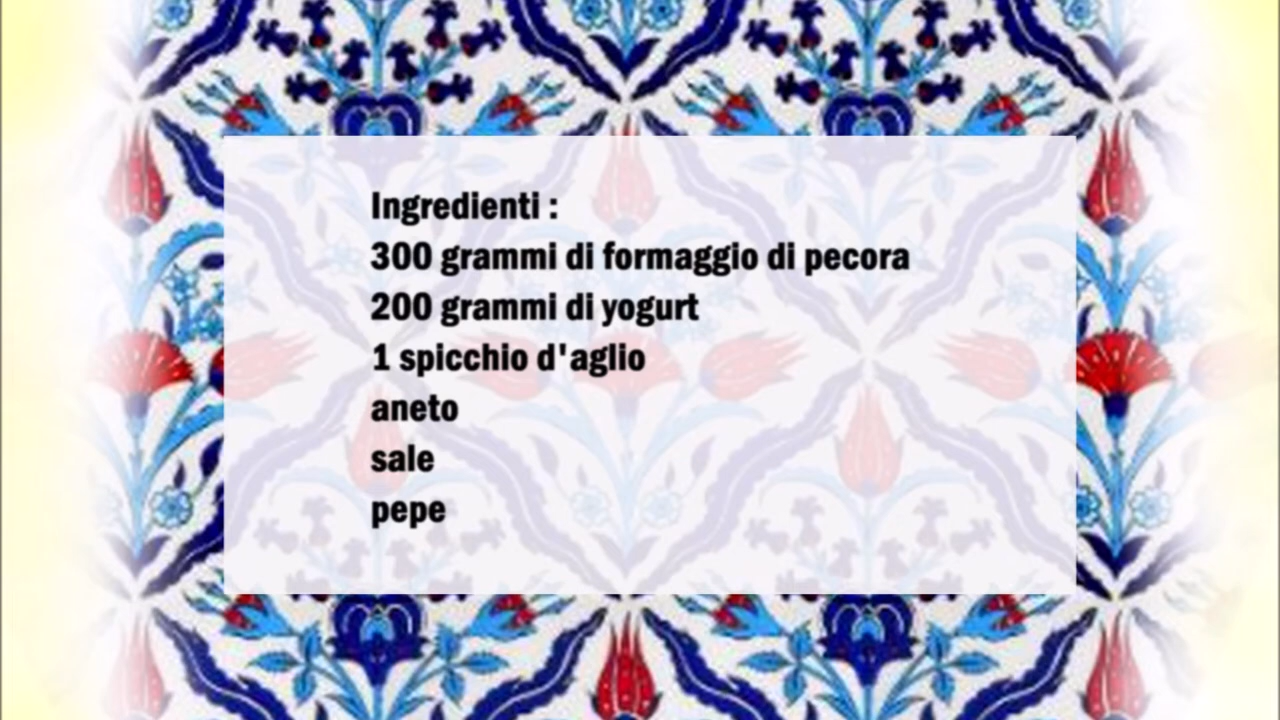 Ingredienti :
300 grammi di formaggio di pecora
200 grammi di yogurt
1 spicchio d'aglio
aneto
sale
pepe